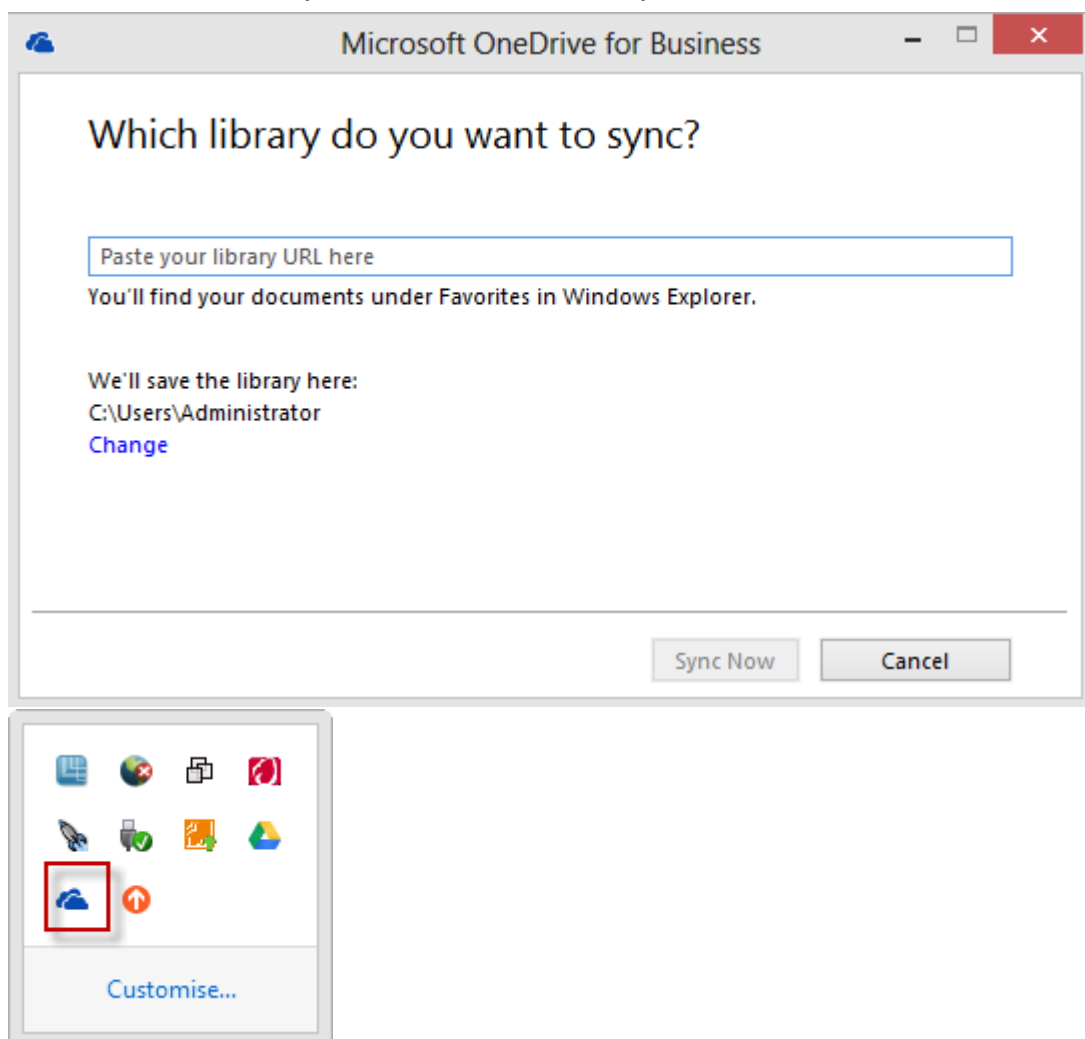 Microsoft OneDrive for Business
Which library do you want to sync?
Paste your library URL here
You'll find your documents under Favorites in Windows Explorer.
We'll save the library here:
C:\Users\Administrator
Change
Sync Now Cancel
Customise...